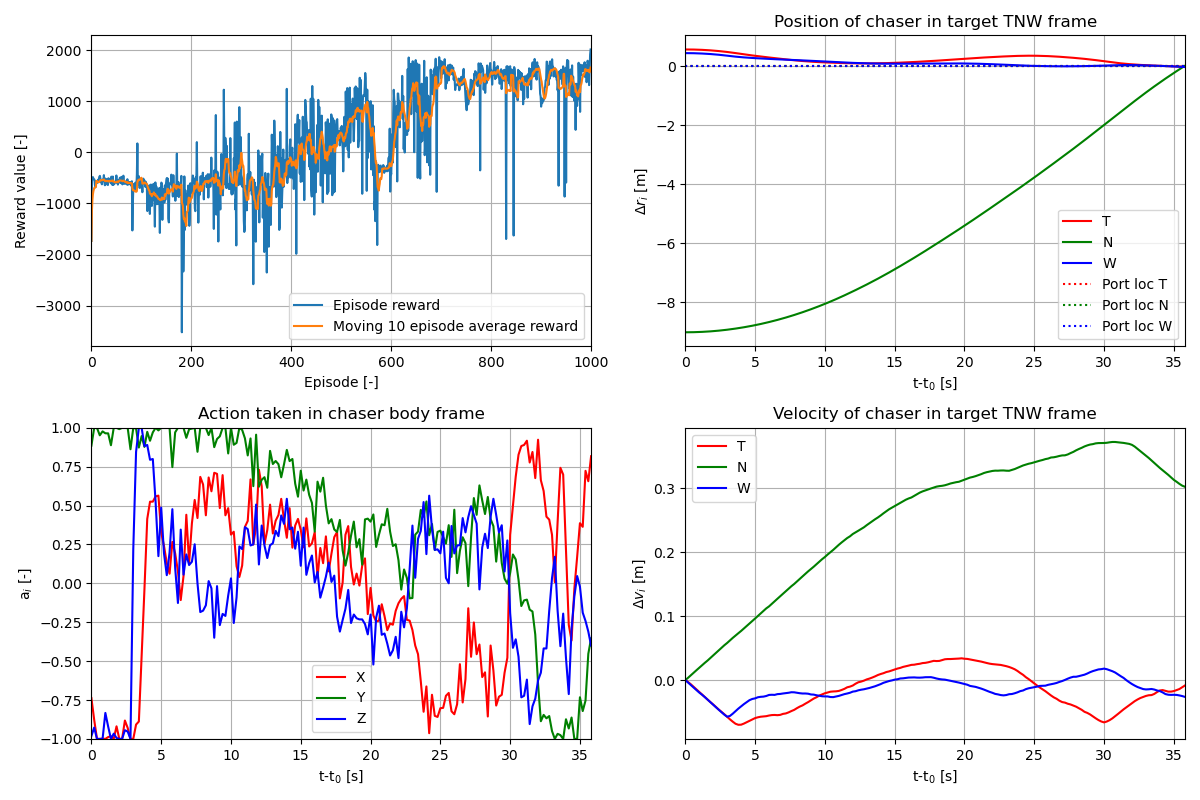 2000
1000
0
−1000
−2000
−3000
Reward value [-]
0 200 400 600 800 1000
Episode [-]
Episode reward
Moving 10 episode average reward
Position of chaser in target TNW frame
0
−2
−4
−6
−8
Δr_i [m]
0 5 10 15 20 25 30 35
t-t_0 [s]
T
N
W
Port loc T
Port loc N
Port loc W
Action taken in chaser body frame
1.00
0.75
0.50
0.25
0.00
−0.25
−0.50
−0.75
−1.00
a_i [-]
0 5 10 15 20 25 30 35
t-t_0 [s]
X
Y
Z
Velocity of chaser in target TNW frame
0.3
0.2
0.1
0.0
Δv_i [m]
0 5 10 15 20 25 30 35
t-t_0 [s]
T
N
W